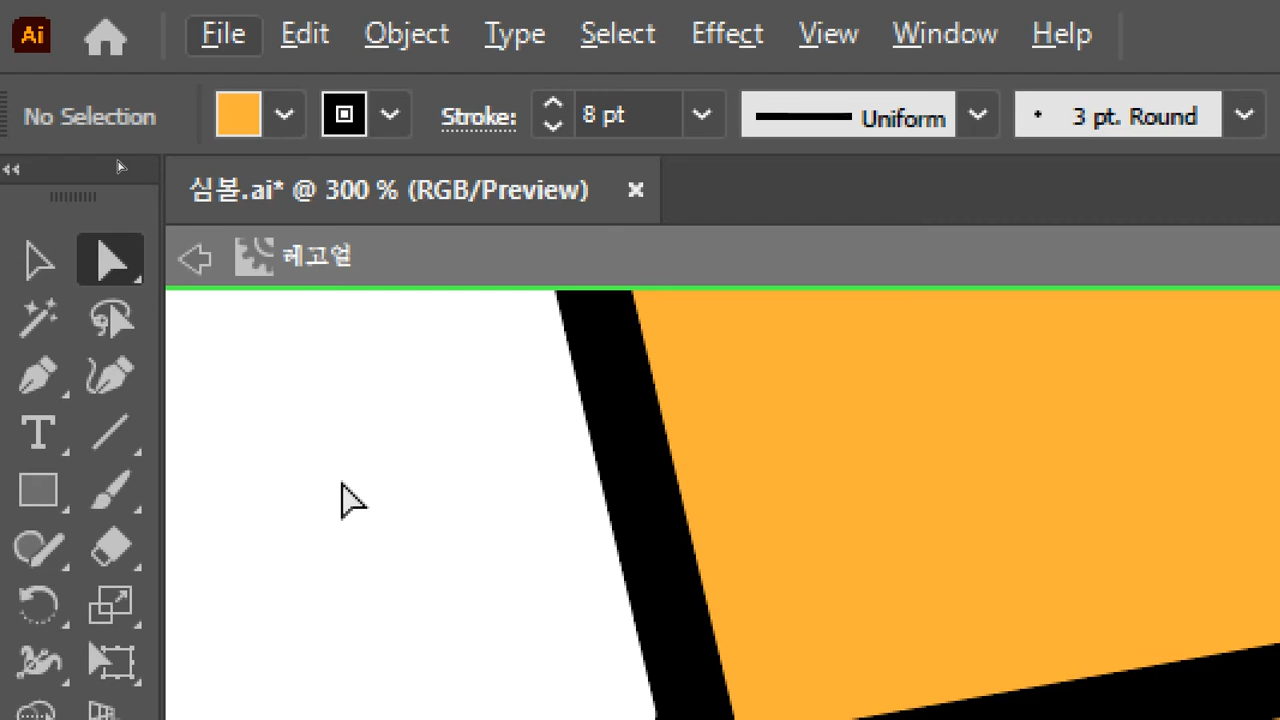 Ai File Edit Object Type Select Effect View Window Help
No Selection Stroke: 8 pt Uniform 3 pt. Round
심볼.ai* @ 300 % (RGB/Preview)
레고얼